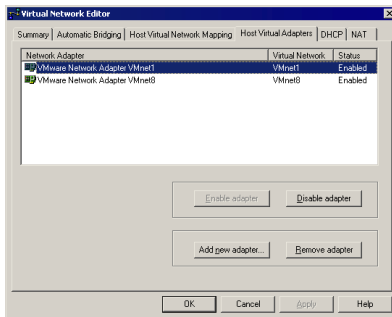 Virtual Network Editor
Summary | Automatic Bridging | Host Virtual Network Mapping | Host Virtual Adapters | DHCP | NAT
Network Adapter Virtual Network Status
VMware Network Adapter VMnet1 VMnet1 Enabled
VMware Network Adapter VMnet8 VMnet8 Enabled
Enable adapter Disable adapter
Add new adapter... Remove adapter
OK Cancel Apply Help